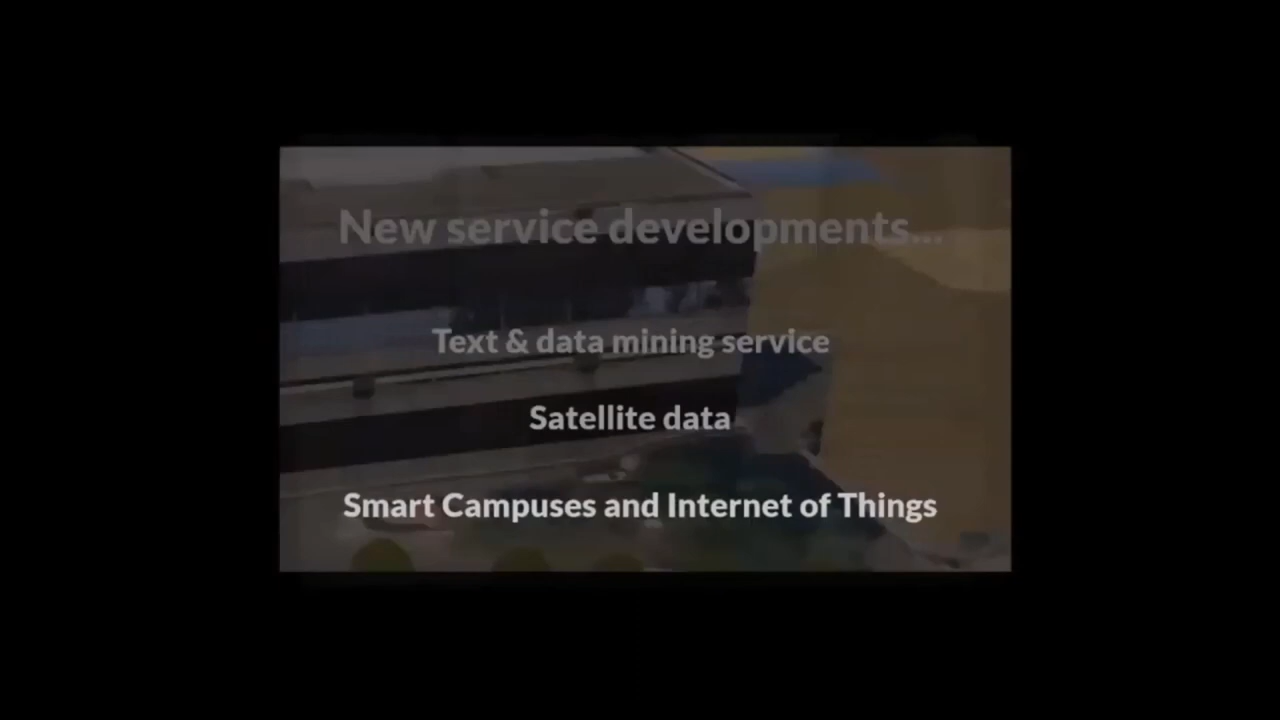 New service developments...
Text & data mining service
Satellite data
Smart Campuses and Internet of Things